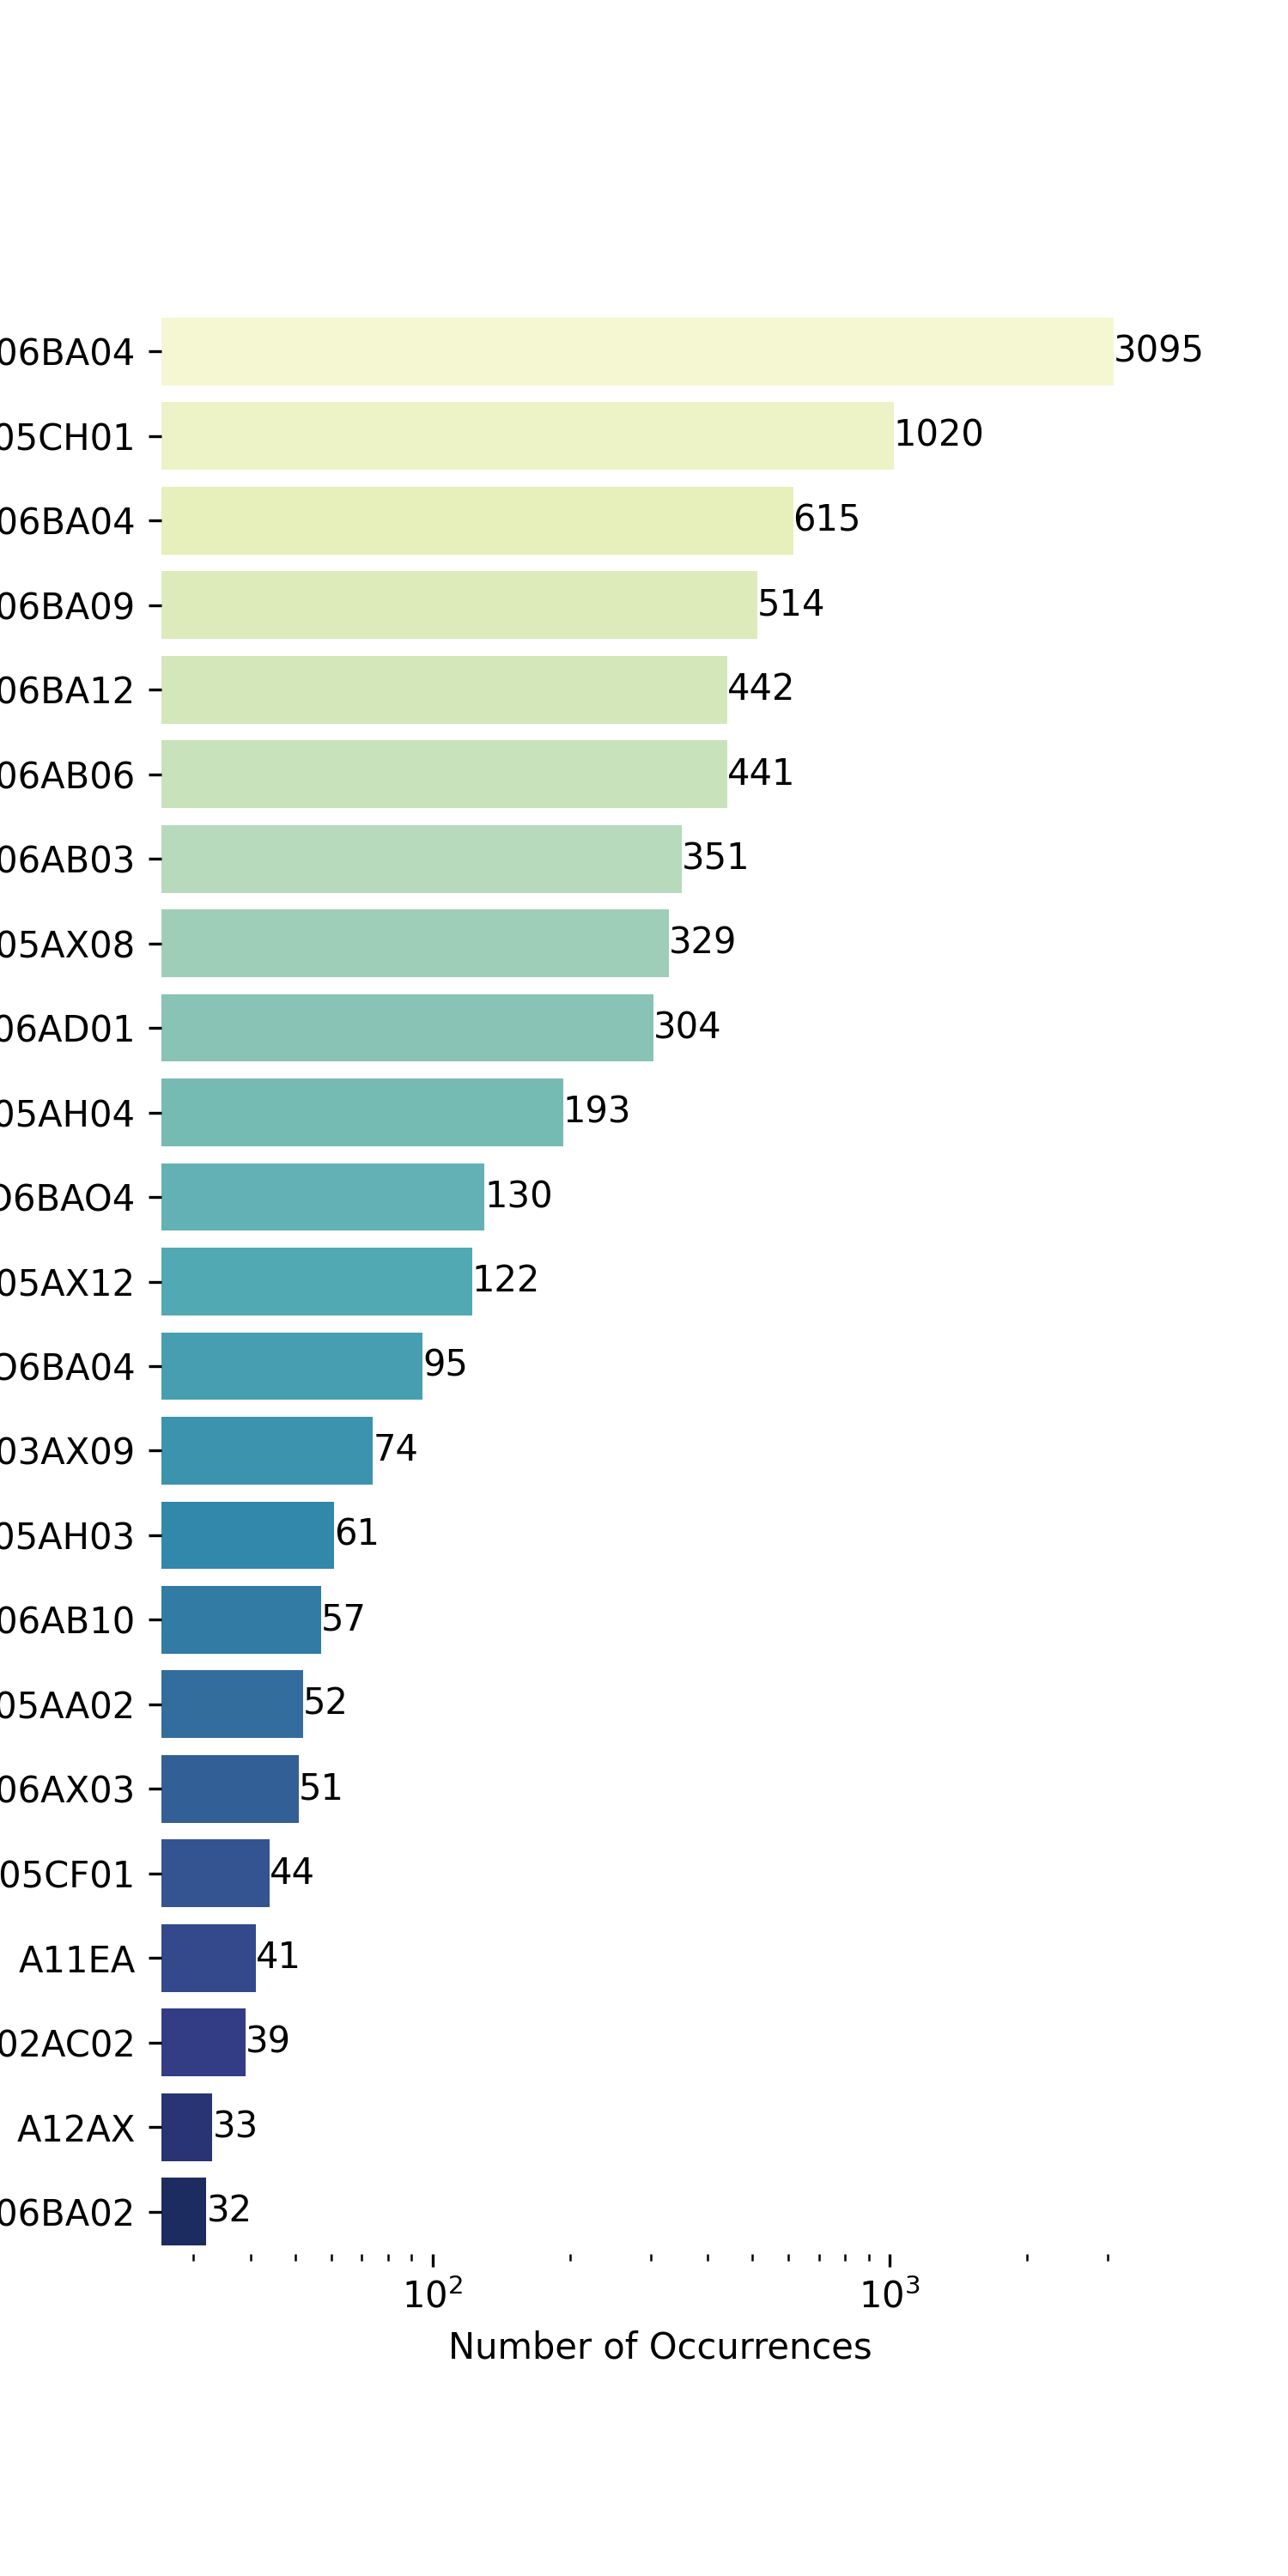 06BA04 3095
05CH01 1020
06BA04 615
06BA09 514
06BA12 442
06AB06 441
06AB03 351
05AX08 329
06AD01 304
05AH04 193
D6BAO4 130
05AX12 122
O6BA04 95
03AX09 74
05AH03 61
06AB10 57
05AA02 52
06AX03 51
05CF01 44
A11EA 41
02AC02 39
A12AX 33
06BA02 32
10² 10³
Number of Occurrences